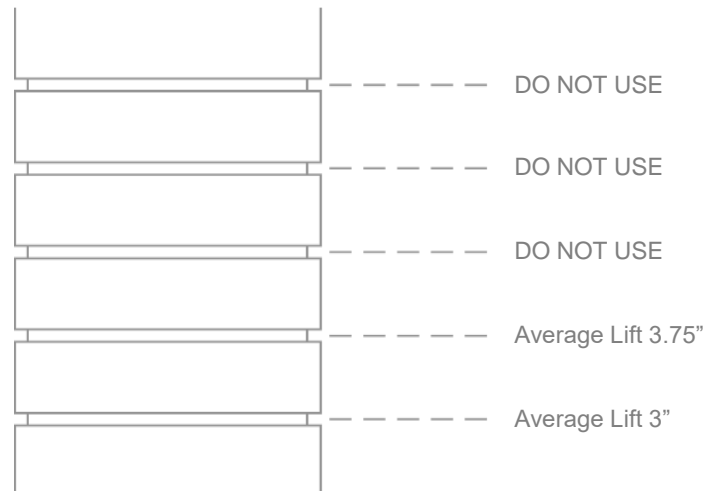 DO NOT USE
DO NOT USE
DO NOT USE
Average Lift 3.75”
Average Lift 3”